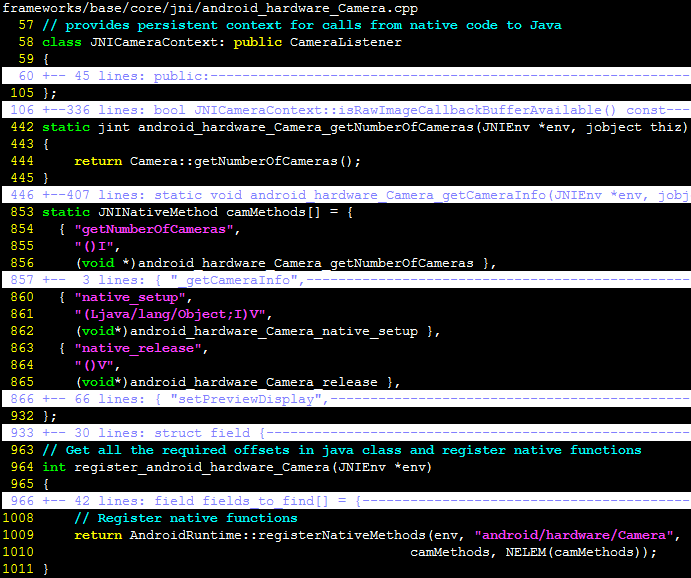 frameworks/base/core/jni/android_hardware_Camera.cpp
57 // provides persistent context for calls from native code to Java
58 class JNICameraContext: public CameraListener
59 {
60 +-- 45 lines: public:------------------------------------------------------------
105 };
106 +--336 lines: bool JNICameraContext::isRawImageCallbackBufferAvailable() const---
442 static jint android_hardware_Camera_getNumberOfCameras(JNIEnv *env, jobject thiz)
443 {
444     return Camera::getNumberOfCameras();
445 }
446 +--407 lines: static void android_hardware_Camera_getCameraInfo(JNIEnv *env, jobj
853 static JNINativeMethod camMethods[] = {
854   { "getNumberOfCameras",
855     "()I",
856     (void *)android_hardware_Camera_getNumberOfCameras },
857 +--  3 lines: { "_getCameraInfo",------------------------------------------------
860   { "native_setup",
861     "(Ljava/lang/Object;I)V",
862     (void*)android_hardware_Camera_native_setup },
863   { "native_release",
864     "()V",
865     (void*)android_hardware_Camera_release },
866 +-- 66 lines: { "setPreviewDisplay",---------------------------------------------
932 };
933 +-- 30 lines: struct field {-----------------------------------------------------
963 // Get all the required offsets in java class and register native functions
964 int register_android_hardware_Camera(JNIEnv *env)
965 {
966 +-- 42 lines: field fields_to_find[] = {-----------------------------------------
1008     // Register native functions
1009     return AndroidRuntime::registerNativeMethods(env, "android/hardware/Camera",
1010                                               camMethods, NELEM(camMethods));
1011 }